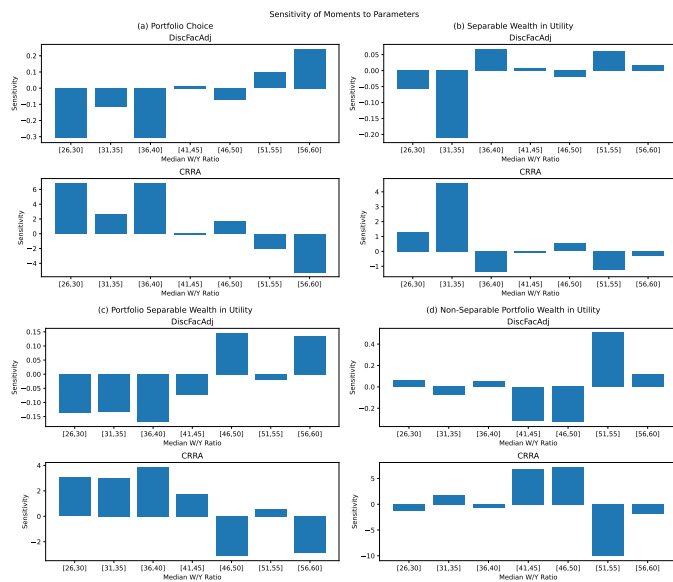 Sensitivity of Moments to Parameters
(a) Portfolio Choice
DiscFacAdj
0.2
0.1
0.0
−0.1
−0.2
−0.3
Sensitivity
[26,30] [31,35] [36,40] [41,45] [46,50] [51,55] [56,60]
Median W/Y Ratio
CRRA
6
4
2
0
−2
−4
Sensitivity
[26,30] [31,35] [36,40] [41,45] [46,50] [51,55] [56,60]
Median W/Y Ratio
(b) Separable Wealth in Utility
DiscFacAdj
0.05
0.00
−0.05
−0.10
−0.15
−0.20
Sensitivity
[26,30] [31,35] [36,40] [41,45] [46,50] [51,55] [56,60]
Median W/Y Ratio
CRRA
4
3
2
1
0
−1
Sensitivity
[26,30] [31,35] [36,40] [41,45] [46,50] [51,55] [56,60]
Median W/Y Ratio
(c) Portfolio Separable Wealth in Utility
DiscFacAdj
0.15
0.10
0.05
0.00
−0.05
−0.10
−0.15
Sensitivity
[26,30] [31,35] [36,40] [41,45] [46,50] [51,55] [56,60]
Median W/Y Ratio
CRRA
4
2
0
−2
Sensitivity
[26,30] [31,35] [36,40] [41,45] [46,50] [51,55] [56,60]
Median W/Y Ratio
(d) Non-Separable Portfolio Wealth in Utility
DiscFacAdj
0.4
0.2
0.0
−0.2
Sensitivity
[26,30] [31,35] [36,40] [41,45] [46,50] [51,55] [56,60]
Median W/Y Ratio
CRRA
5
0
−5
−10
Sensitivity
[26,30] [31,35] [36,40] [41,45] [46,50] [51,55] [56,60]
Median W/Y Ratio